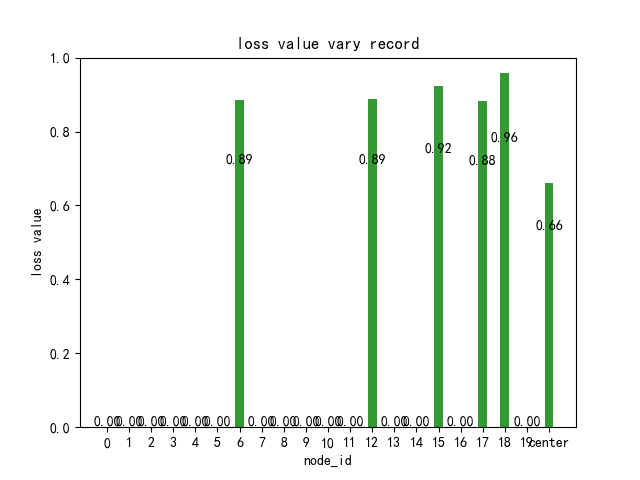 loss value vary record
loss value
1.0
0.8
0.6
0.4
0.2
0.0
0.00 0.00 0.00 0.00 0.00 0.00 0.89 0.00 0.00 0.00 0.00 0.00 0.89 0.00 0.00 0.92 0.00 0.88 0.96 0.00 0.66
0 1 2 3 4 5 6 7 8 9 10 11 12 13 14 15 16 17 18 19 center
node_id